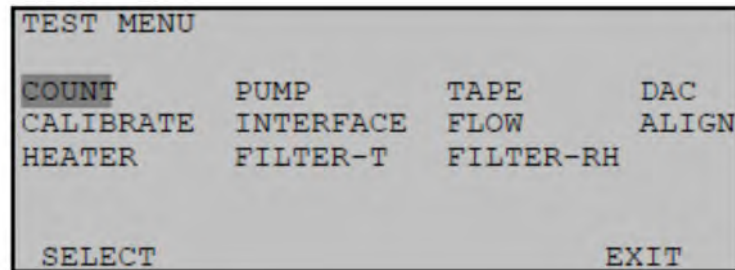 TEST MENU
COUNT PUMP TAPE DAC
CALIBRATE INTERFACE FLOW ALIGN
HEATER FILTER-T FILTER-RH
SELECT EXIT